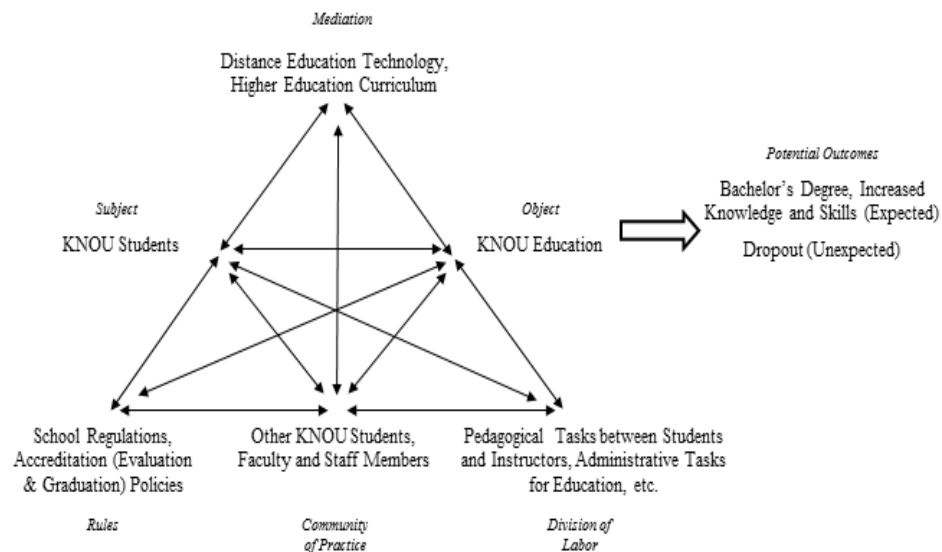 Mediation
Distance Education Technology,
Higher Education Curriculum
Potential Outcomes
Bachelor's Degree, Increased
Knowledge and Skills (Expected)
Dropout (Unexpected)
Subject
KNOU Students
Object
KNOU Education
School Regulations,
Accreditation (Evaluation
& Graduation) Policies
Rules
Other KNOU Students,
Faculty and Staff Members
Community
of Practice
Pedagogical Tasks between Students
and Instructors, Administrative Tasks
for Education, etc.
Division of
Labor